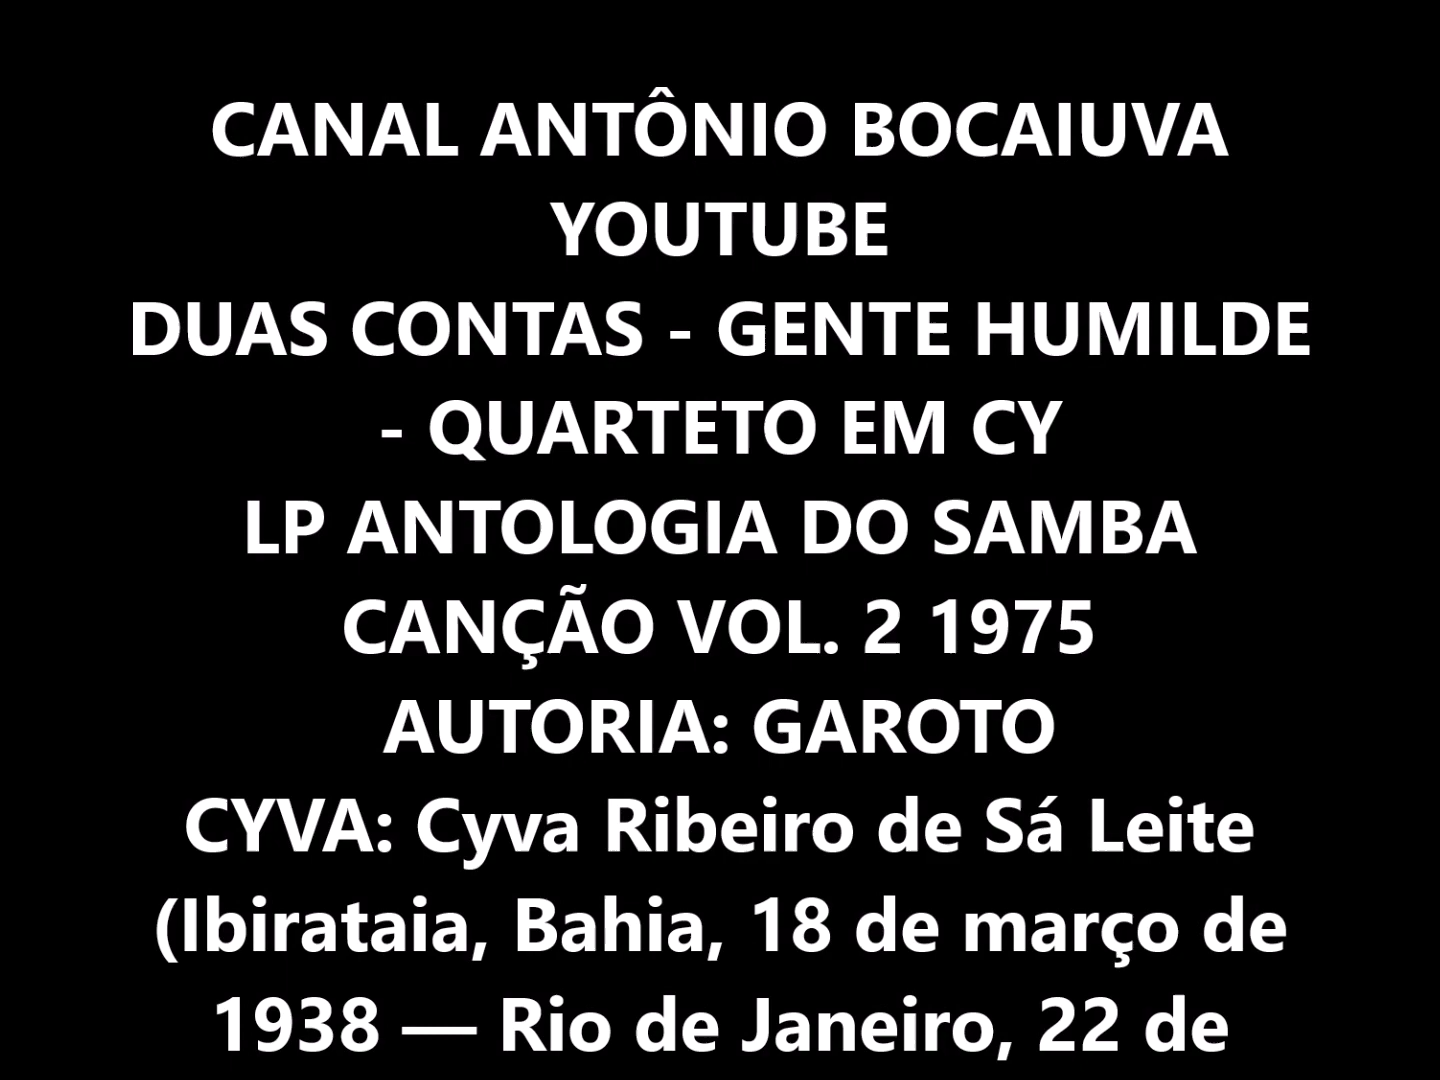 CANAL ANTÔNIO BOCAIUVA
YOUTUBE
DUAS CONTAS - GENTE HUMILDE
- QUARTETO EM CY
LP ANTOLOGIA DO SAMBA
CANÇÃO VOL. 2 1975
AUTORIA: GAROTO
CYVA: Cyva Ribeiro de Sá Leite
(Ibirataia, Bahia, 18 de março de
1938 — Rio de Janeiro, 22 de